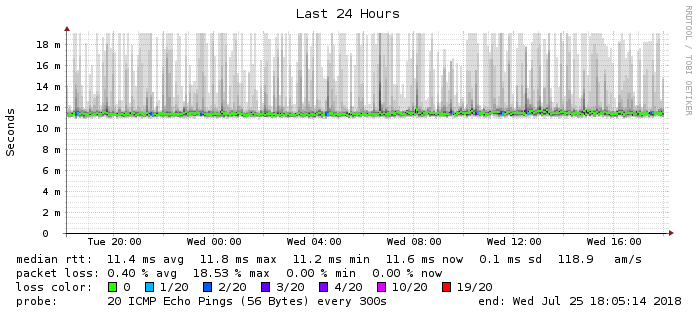 Last 24 Hours
RRDTOOL / TOBI OETIKER
Seconds
18 m
16 m
14 m
12 m
10 m
8 m
6 m
4 m
2 m
0
Tue 20:00 Wed 00:00 Wed 04:00 Wed 08:00 Wed 12:00 Wed 16:00
median rtt: 11.4 ms avg 11.8 ms max 11.2 ms min 11.6 ms now 0.1 ms sd 118.9 am/s
packet loss: 0.40 % avg 18.53 % max 0.00 % min 0.00 % now
loss color: 0 1/20 2/20 3/20 4/20 10/20 19/20
probe: 20 ICMP Echo Pings (56 Bytes) every 300s end: Wed Jul 25 18:05:14 2018